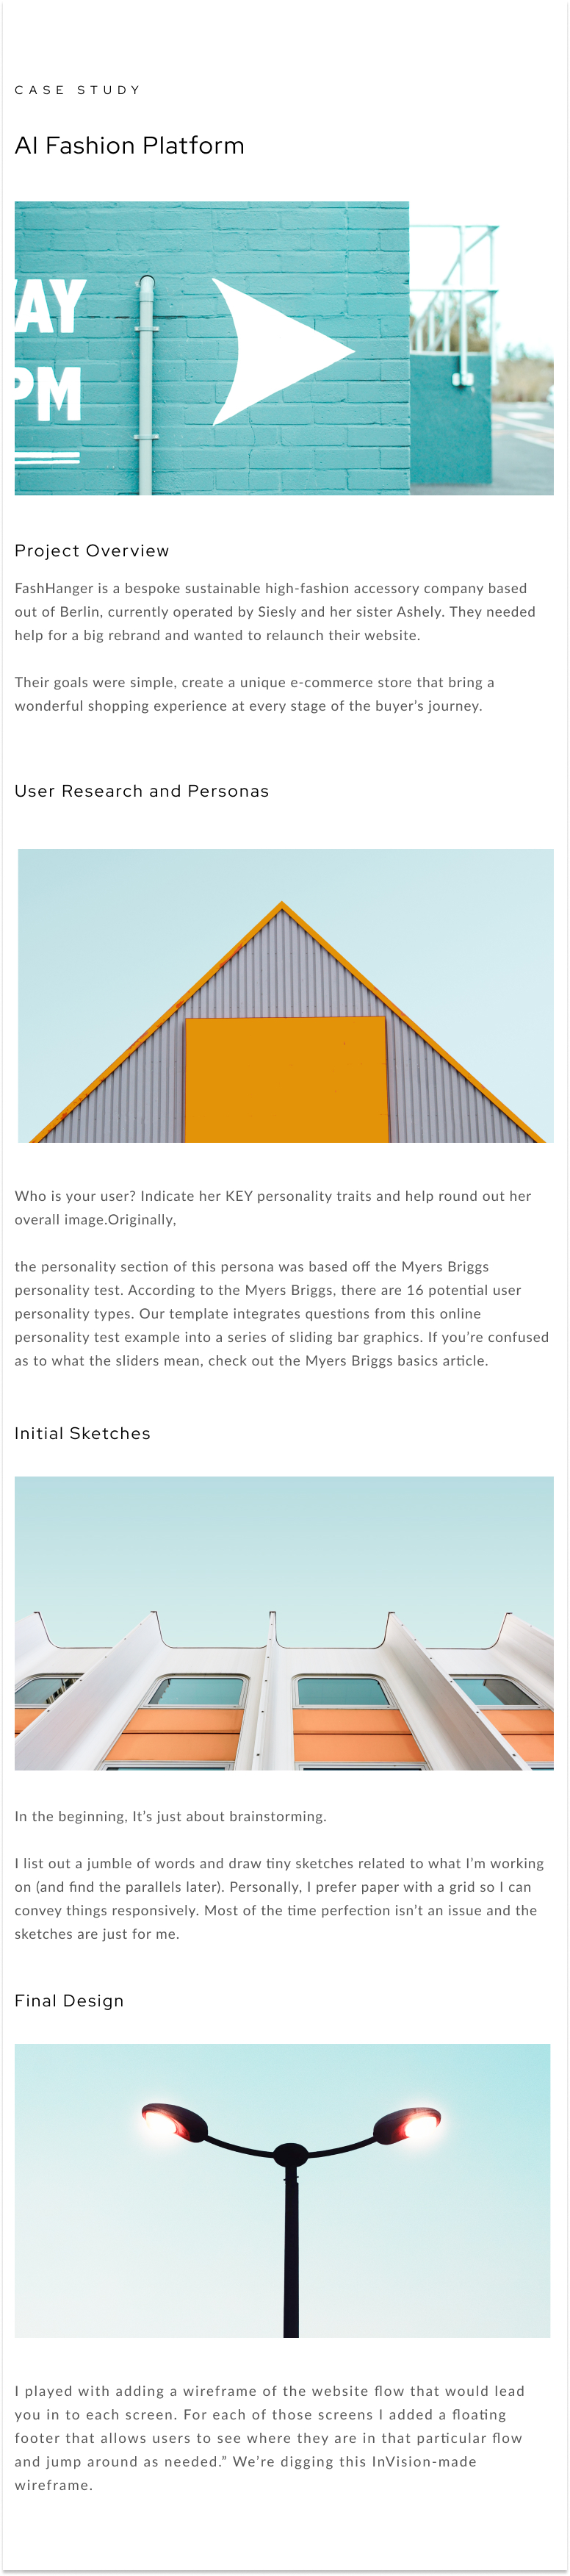 CASE STUDY
AI Fashion Platform
AY
PM
Project Overview
FashHanger is a bespoke sustainable high-fashion accessory company based
out of Berlin, currently operated by Siesly and her sister Ashely. They needed
help for a big rebrand and wanted to relaunch their website.
Their goals were simple, create a unique e-commerce store that bring a
wonderful shopping experience at every stage of the buyer’s journey.
User Research and Personas
Who is your user? Indicate her KEY personality traits and help round out her
overall image.Originally,
the personality section of this persona was based off the Myers Briggs
personality test. According to the Myers Briggs, there are 16 potential user
personality types. Our template integrates questions from this online
personality test example into a series of sliding bar graphics. If you’re confused
as to what the sliders mean, check out the Myers Briggs basics article.
Initial Sketches
In the beginning, It’s just about brainstorming.
I list out a jumble of words and draw tiny sketches related to what I’m working
on (and find the parallels later). Personally, I prefer paper with a grid so I can
convey things responsively. Most of the time perfection isn’t an issue and the
sketches are just for me.
Final Design
I played with adding a wireframe of the website flow that would lead
you in to each screen. For each of those screens I added a floating
footer that allows users to see where they are in that particular flow
and jump around as needed.” We’re digging this InVision-made
wireframe.